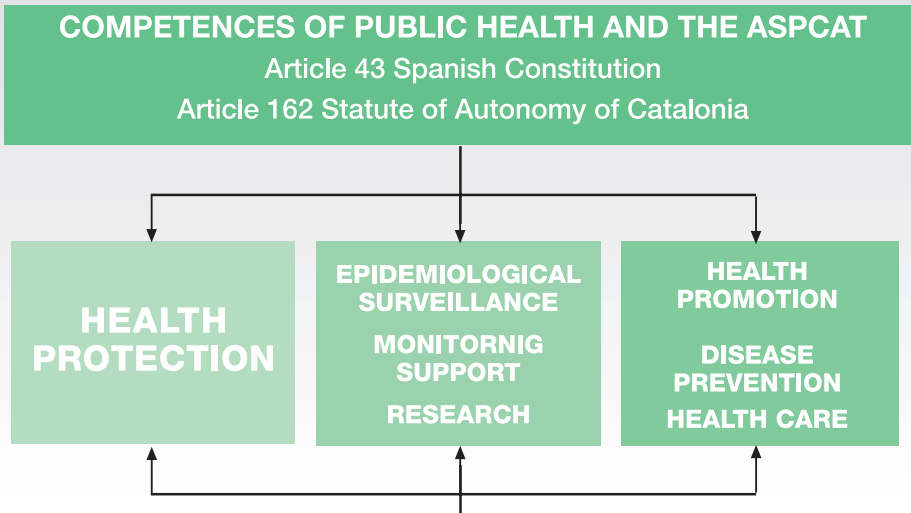 COMPETENCES OF PUBLIC HEALTH AND THE ASPCAT
Article 43 Spanish Constitution
Article 162 Statute of Autonomy of Catalonia
HEALTH
PROTECTION
EPIDEMIOLOGICAL
SURVEILLANCE
MONITORNIG
SUPPORT
RESEARCH
HEALTH
PROMOTION
DISEASE
PREVENTION
HEALTH CARE